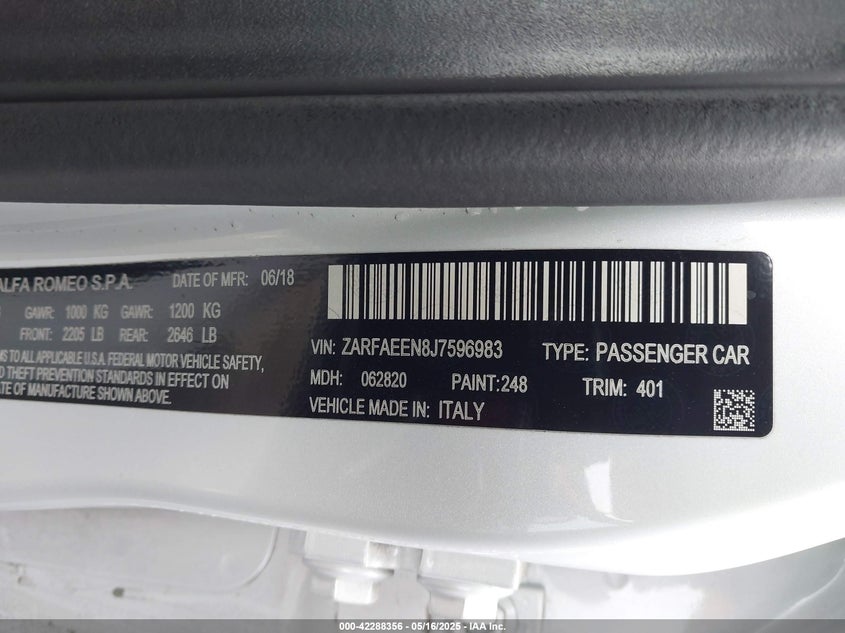 ALFA ROMEO S.P.A. DATE OF MFR: 06/18
GAWR: 1000 KG GAWR: 1200 KG
FRONT: 2205 LB REAR: 2646 LB
TO ALL APPLICABLE U.S.A. FEDERAL MOTOR VEHICLE SAFETY,
THEFT PREVENTION STANDARDS IN EFFECT ON
DATE OF MANUFACTURE SHOWN ABOVE.
VIN: ZARFAEEN8J7596983 TYPE: PASSENGER CAR
MDH: 062820 PAINT:248 TRIM: 401
VEHICLE MADE IN: ITALY
000-42288356 - 05/16/2025 - IAA Inc.